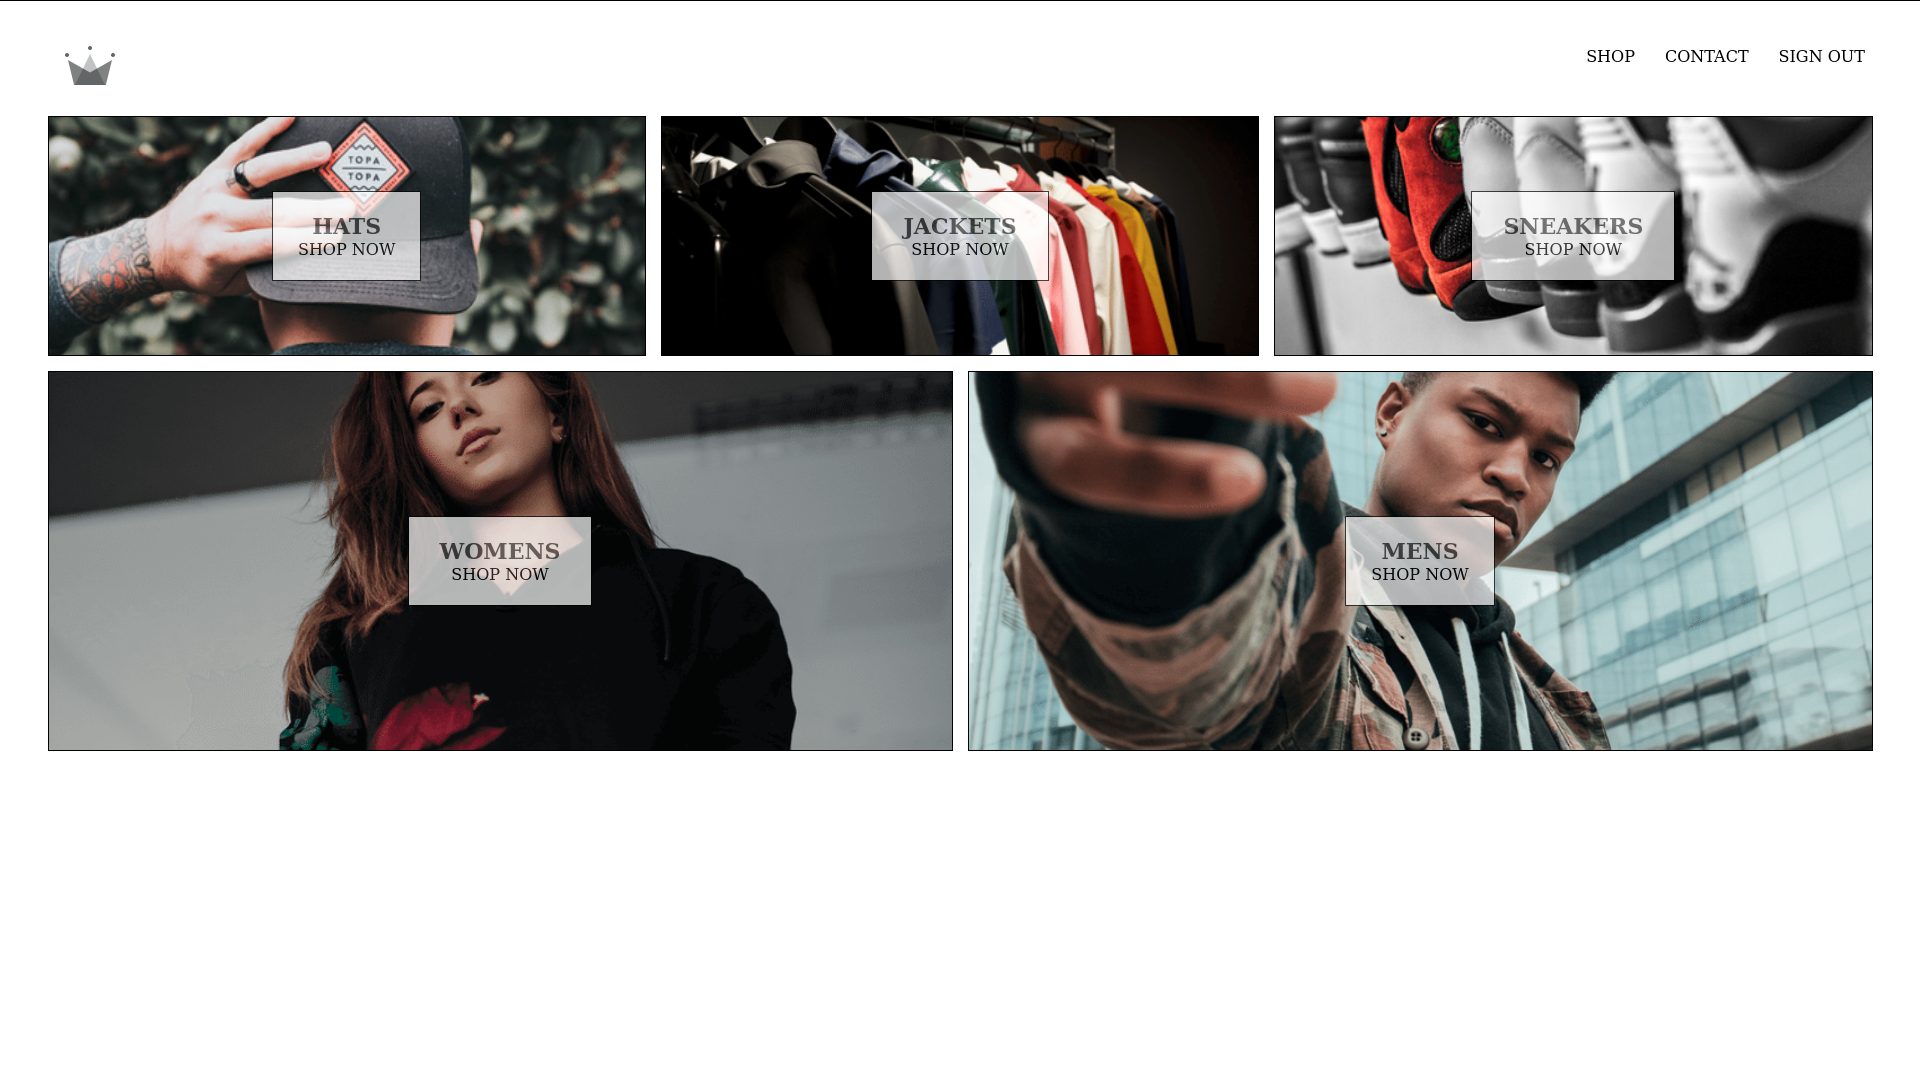 SHOP CONTACT SIGN OUT
TOPA
TOPA
HATS
SHOP NOW
JACKETS
SHOP NOW
SNEAKERS
SHOP NOW
WOMENS
SHOP NOW
MENS
SHOP NOW